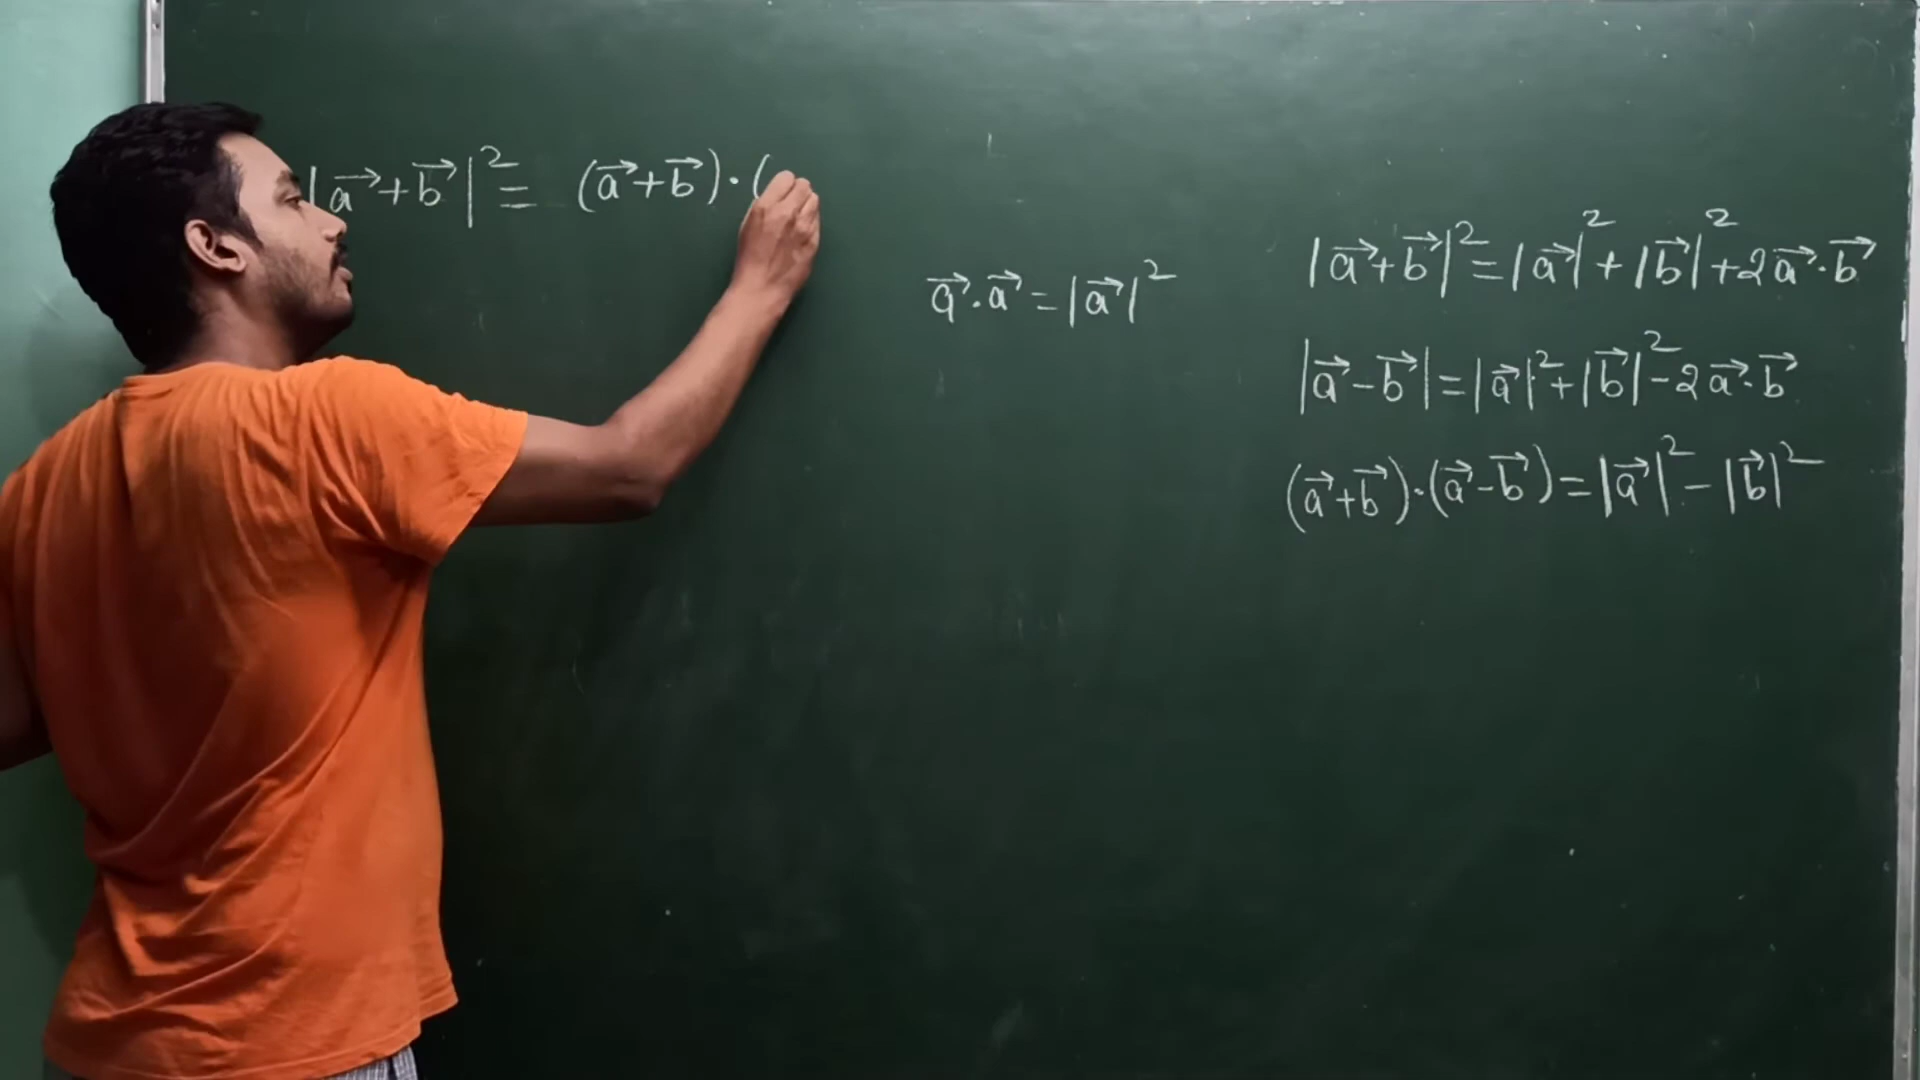 |a⃗+b⃗|² = (a⃗+b⃗)·(
a⃗·a⃗ = |a⃗|²
|a⃗+b⃗|² = |a⃗|² + |b⃗|² + 2a⃗·b⃗
|a⃗-b⃗| = |a⃗|² + |b⃗|² - 2a⃗·b⃗
(a⃗+b⃗)·(a⃗-b⃗) = |a⃗|² - |b⃗|²